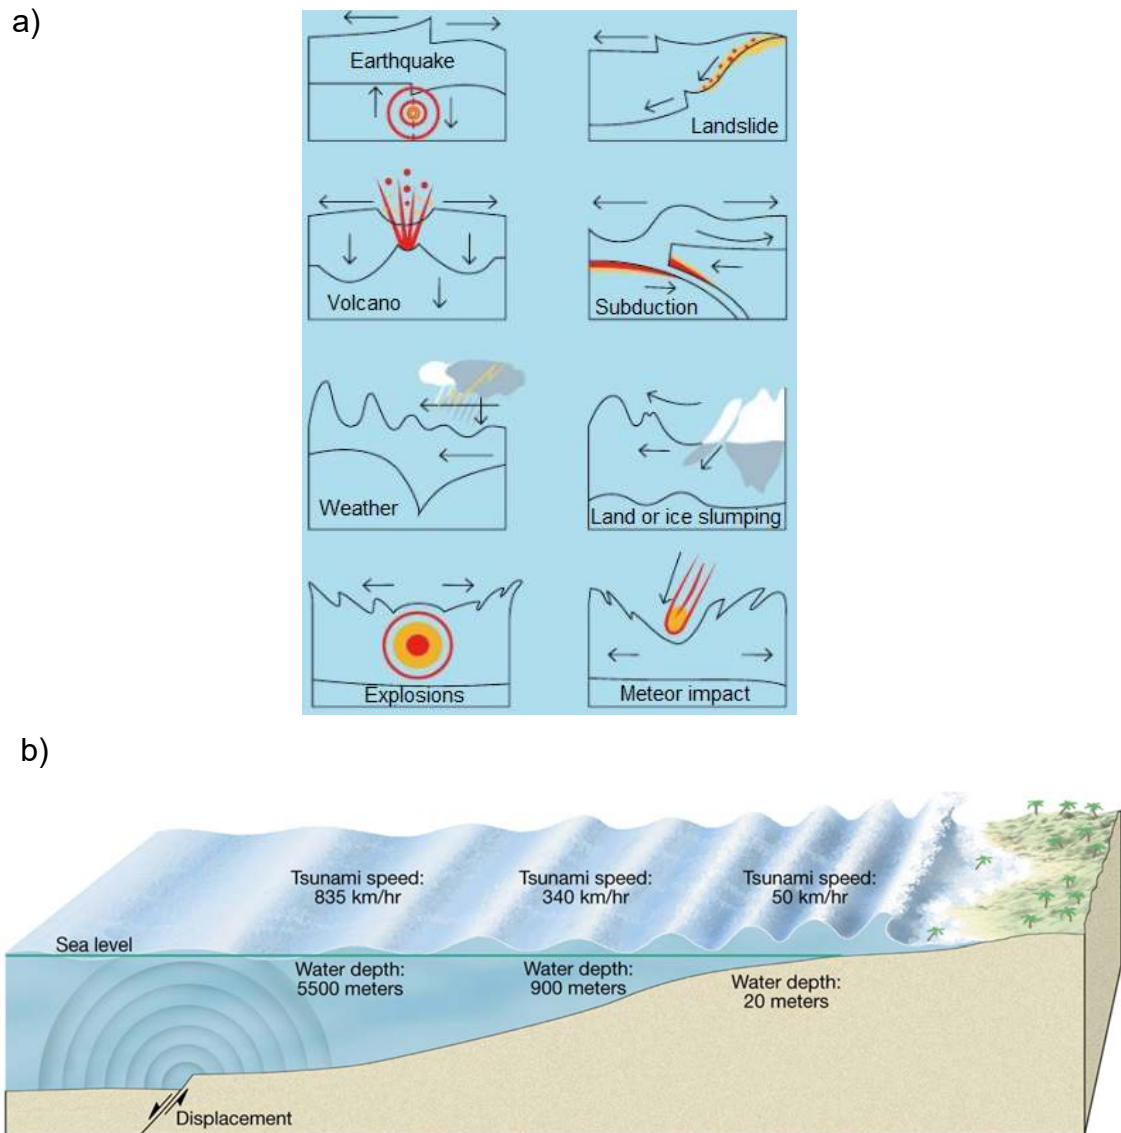 a)
Earthquake
Landslide
Volcano
Subduction
Weather
Land or ice slumping
Explosions
Meteor impact
b)
Tsunami speed:
835 km/hr
Tsunami speed:
340 km/hr
Tsunami speed:
50 km/hr
Sea level
Water depth:
5500 meters
Water depth:
900 meters
Water depth:
20 meters
Displacement